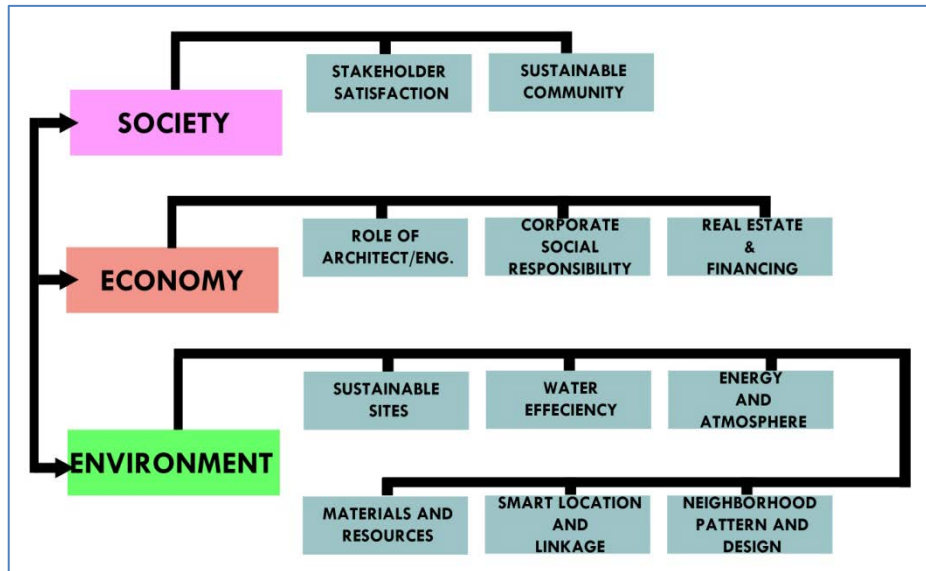 STAKEHOLDER
SATISFACTION
SUSTAINABLE
COMMUNITY
SOCIETY
ROLE OF
ARCHITECT/ENG.
CORPORATE
SOCIAL
RESPONSIBILITY
REAL ESTATE
&
FINANCING
ECONOMY
SUSTAINABLE
SITES
WATER
EFFECIENCY
ENERGY
AND
ATMOSPHERE
ENVIRONMENT
MATERIALS AND
RESOURCES
SMART LOCATION
AND
LINKAGE
NEIGHBORHOOD
PATTERN AND
DESIGN